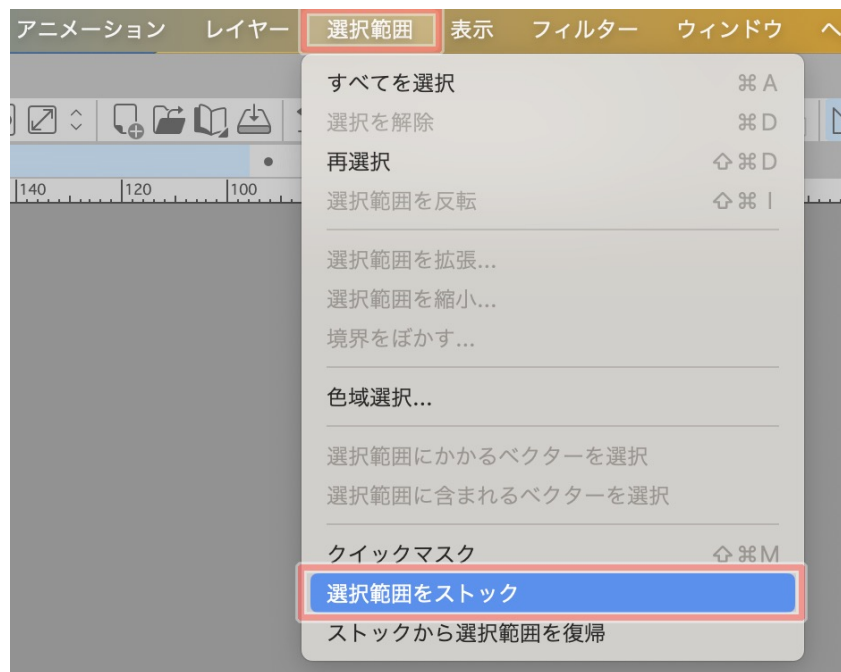 アニメーション レイヤー 選択範囲 表示 フィルター ウィンドウ ヘ
すべてを選択 ⌘A
選択を解除 ⌘D
再選択 ⇧⌘D
選択範囲を反転 ⇧⌘I
140 120 100
選択範囲を拡張...
選択範囲を縮小...
境界をぼかす...
色域選択...
選択範囲にかかるベクターを選択
選択範囲に含まれるベクターを選択
クイックマスク ⇧⌘M
選択範囲をストック
ストックから選択範囲を復帰